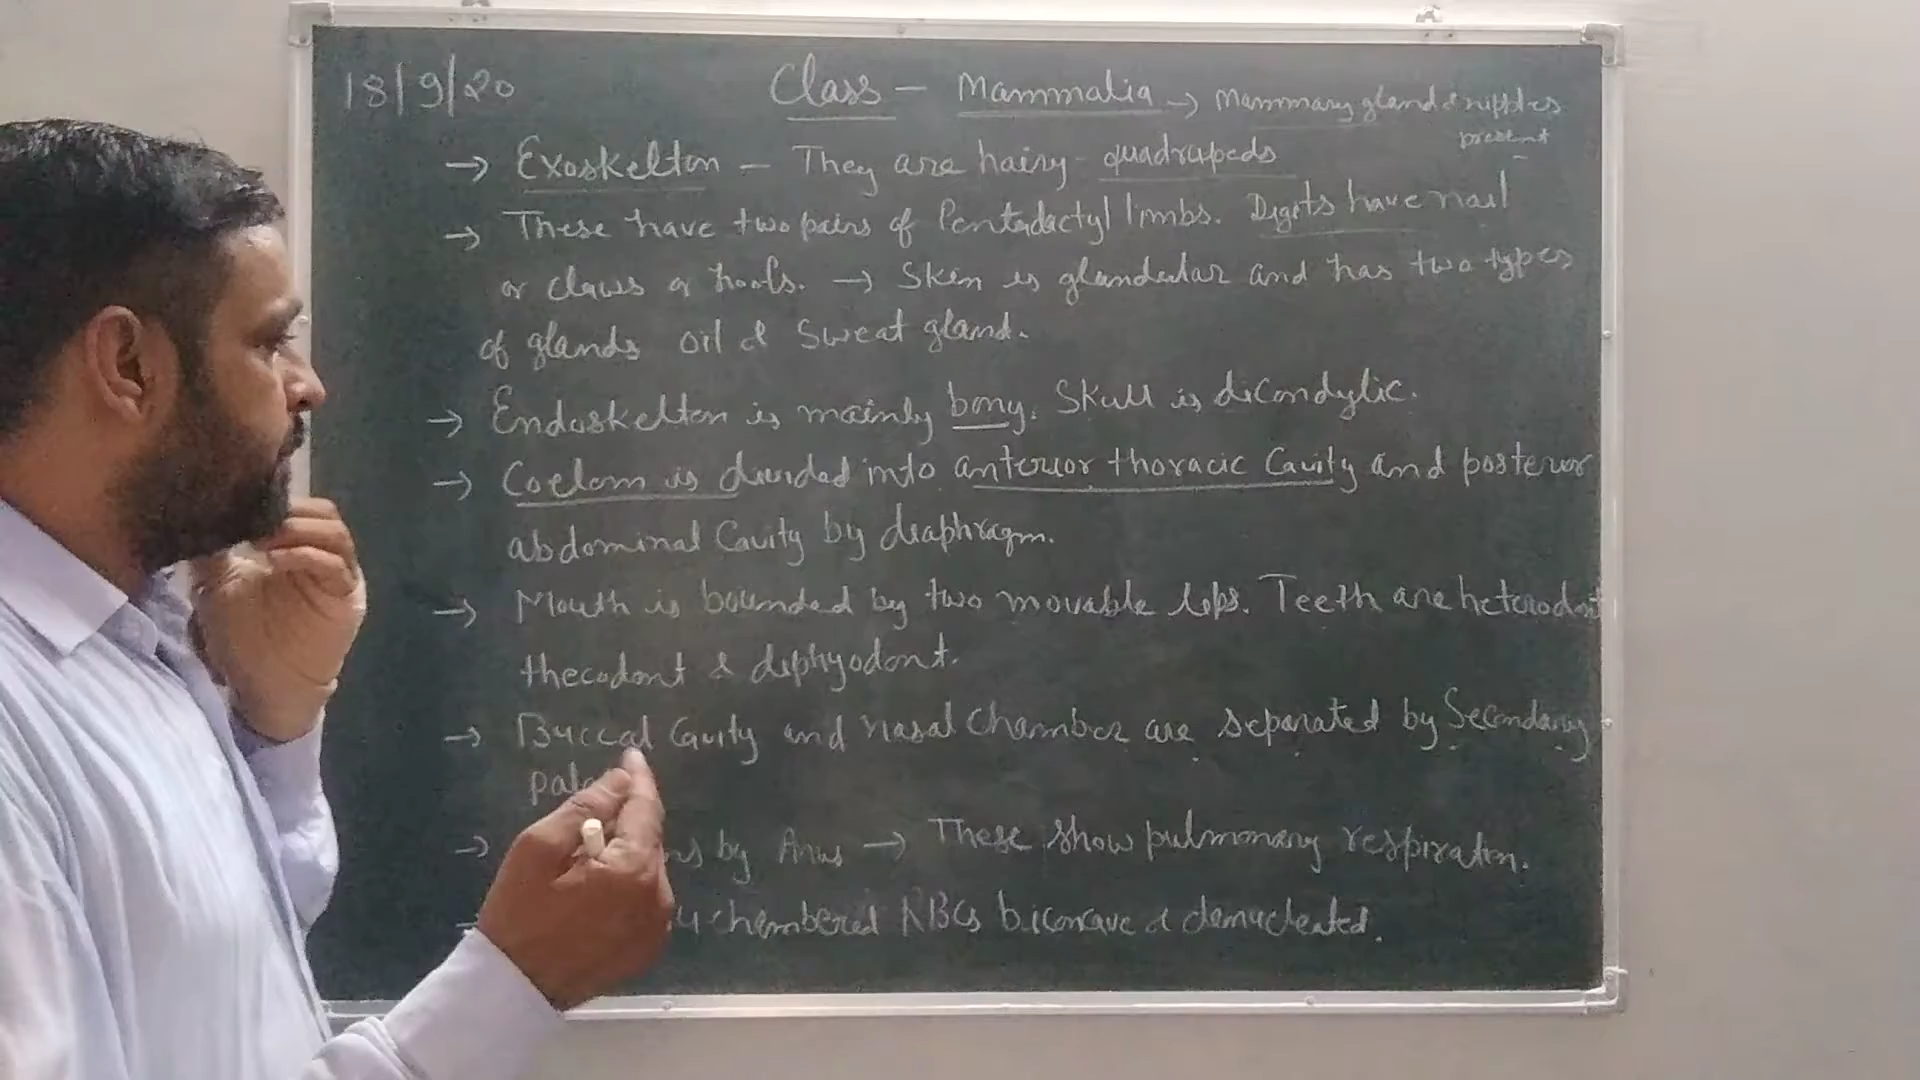 18/9/20
Class - Mammalia → Mammary gland & nipples
present
→ Exoskelton - They are hairy quadrupeds
→ These have two pairs of Pentadactyl limbs. Digits have nail
or claws or hoofs. → Skin is glandular and has two types
of glands oil & Sweat gland.
→ Endoskelton is mainly bony. Skull is dicondylic.
→ Coelom is divided into anterior thoracic Cavity and posterior
abdominal Cavity by diaphragm.
→ Mouth is bounded by two movable lips. Teeth are heterodont
thecodont & diphyodont.
→ Buccal Cavity and nasal chamber are separated by Secondary
→ by Anus → These show pulmonary respiration.
→ 4 chambered RBCs biconcave & denucleated.